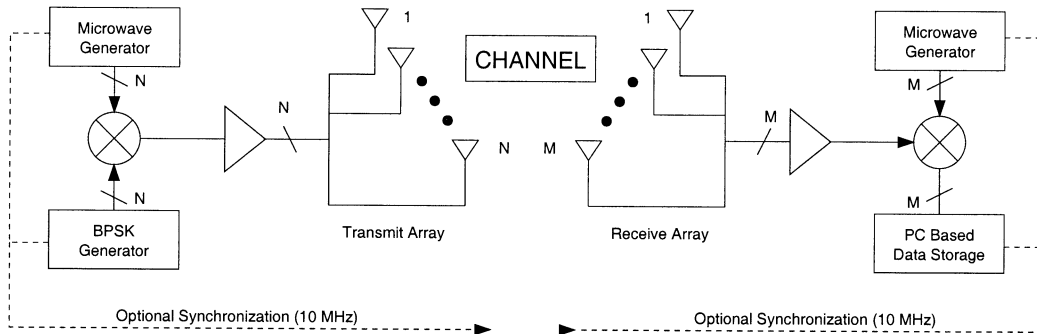 Microwave
Generator
N
N
BPSK
Generator
N
1
N
Transmit Array
CHANNEL
1
M
Receive Array
M
Microwave
Generator
M
M
PC Based
Data Storage
Optional Synchronization (10 MHz)
Optional Synchronization (10 MHz)